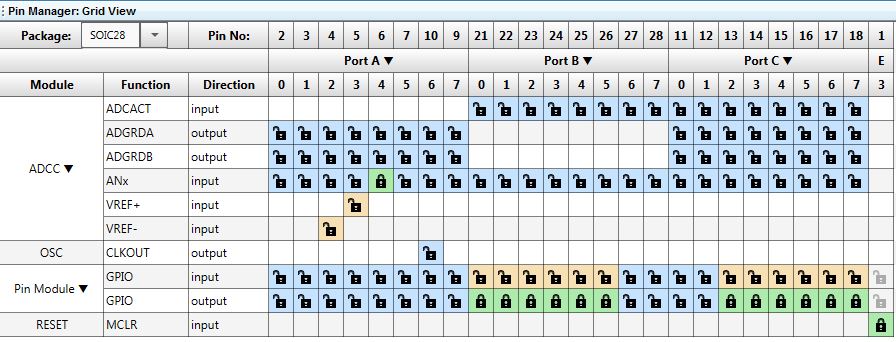 Pin Manager: Grid View
Package: SOIC28 Pin No: 2 3 4 5 6 7 10 9 21 22 23 24 25 26 27 28 11 12 13 14 15 16 17 18 1
Port A ▼ Port B ▼ Port C ▼ E
Module Function Direction 0 1 2 3 4 5 6 7 0 1 2 3 4 5 6 7 0 1 2 3 4 5 6 7 3
ADCC ▼
ADCACT input
ADGRDA output
ADGRDB output
ANx input
VREF+ input
VREF- input
OSC CLKOUT output
Pin Module ▼
GPIO input
GPIO output
RESET MCLR input